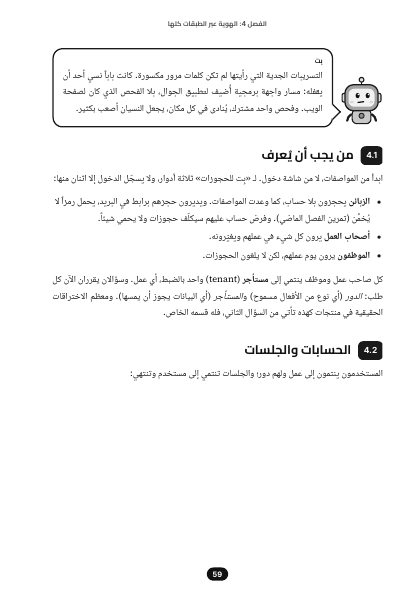 الفصل 4: الهوية عبر الطبقات كلها
بِت
التسريبات الجدية التي رأيتها لم تكن كلمات مرور مكسورة. كانت باباً نسي أحد أن
يقفله: مسار واجهة برمجية أُضيف لتطبيق الجوال، بلا الفحص الذي كان لصفحة
الويب. وفحص واحد مشترك، يُنادى في كل مكان، يجعل النسيان أصعب بكثير.
4.1 من يجب أن يُعرف
ابدأ من المواصفات، لا من شاشة دخول. لـ «بِت للحجوزات» ثلاثة أدوار، ولا يسجّل الدخول إلا اثنان منها:
• الزبائن يحجزون بلا حساب، كما وعدت المواصفات. ويديرون حجزهم برابط في البريد، يحمل رمزاً لا
يُخمَّن (تمرين الفصل الماضي). وفرض حساب عليهم سيكلّف حجوزات ولا يحمي شيئاً.
• أصحاب العمل يرون كل شيء في عملهم ويغيّرونه.
• الموظفون يرون يوم عملهم، لكن لا يلغون الحجوزات.
كل صاحب عمل وموظف ينتمي إلى مستأجر (tenant) واحد بالضبط، أي عمل. وسؤالان يقرران الآن كل
طلب: الدور (أي نوع من الأفعال مسموح) والمستأجر (أي البيانات يجوز أن يمسها). ومعظم الاختراقات
الحقيقية في منتجات كهذه تأتي من السؤال الثاني، فله قسمه الخاص.
4.2 الحسابات والجلسات
المستخدمون ينتمون إلى عمل ولهم دور؛ والجلسات تنتمي إلى مستخدم وتنتهي:
59